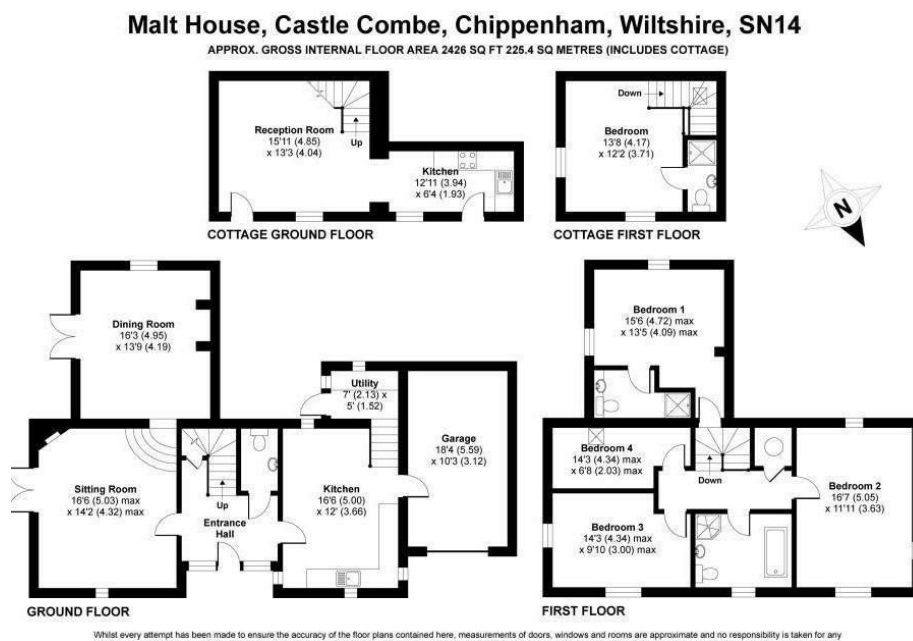 Malt House, Castle Combe, Chippenham, Wiltshire, SN14
APPROX. GROSS INTERNAL FLOOR AREA 2426 SQ FT 225.4 SQ METRES (INCLUDES COTTAGE)
Reception Room
15'11 (4.85)
x 13'3 (4.04)
Up
Kitchen
12'11 (3.94)
x 6'4 (1.93)
COTTAGE GROUND FLOOR
Down
Bedroom
13'8 (4.17)
x 12'2 (3.71)
COTTAGE FIRST FLOOR
N
Dining Room
16'3 (4.95)
x 13'9 (4.19)
Utility
7' (2.13) x
5' (1.52)
Garage
18'4 (5.59)
x 10'3 (3.12)
Sitting Room
16'6 (5.03) max
x 14'2 (4.32) max
Up
Entrance
Hall
Kitchen
16'6 (5.00)
x 12' (3.66)
GROUND FLOOR
Bedroom 1
15'6 (4.72) max
x 13'5 (4.09) max
Bedroom 4
14'3 (4.34) max
x 6'8 (2.03) max
Down
Bedroom 2
16'7 (5.05)
x 11'11 (3.63)
Bedroom 3
14'3 (4.34) max
x 9'10 (3.00) max
FIRST FLOOR
Whilst every attempt has been made to ensure the accuracy of the floor plans contained here, measurements of doors, windows and rooms are approximate and no responsibility is taken for any